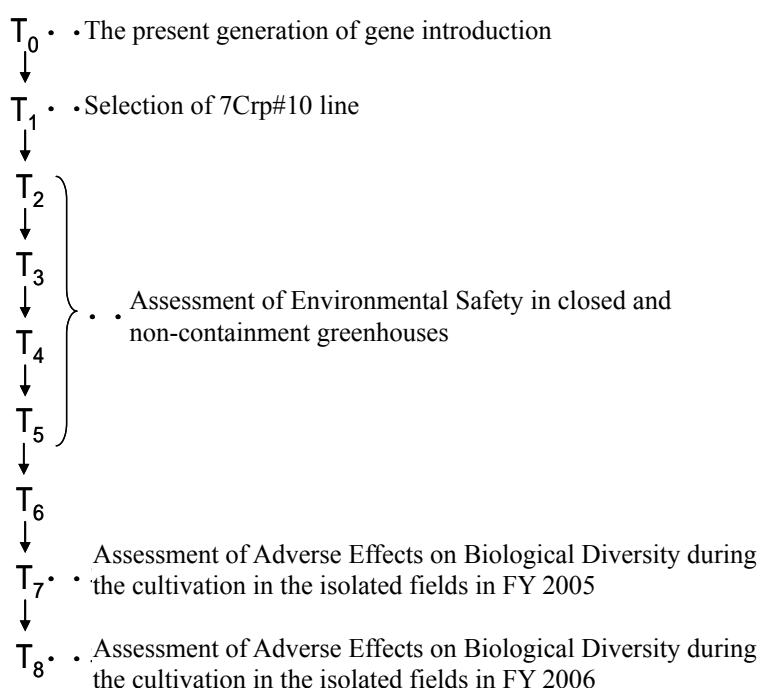 T0 · · The present generation of gene introduction
T1 · · Selection of 7Crp#10 line
T2
T3
· · Assessment of Environmental Safety in closed and
non-containment greenhouses
T4
T5
T6
Assessment of Adverse Effects on Biological Diversity during
T7 · · the cultivation in the isolated fields in FY 2005
Assessment of Adverse Effects on Biological Diversity during
T8 · · the cultivation in the isolated fields in FY 2006